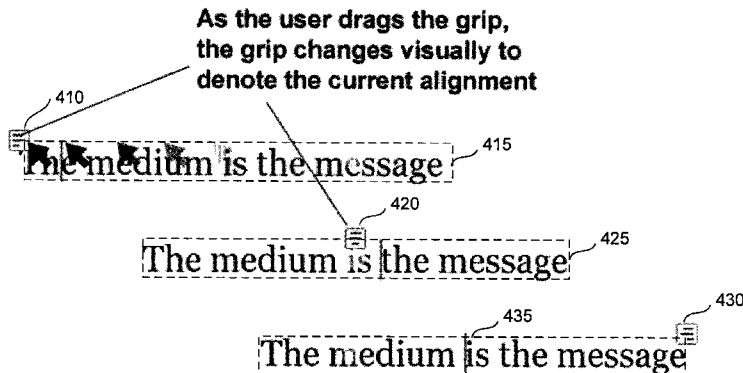 As the user drags the grip,
the grip changes visually to
denote the current alignment
410
The medium is the message
415
420
The medium is the message
425
430
435
The medium is the message